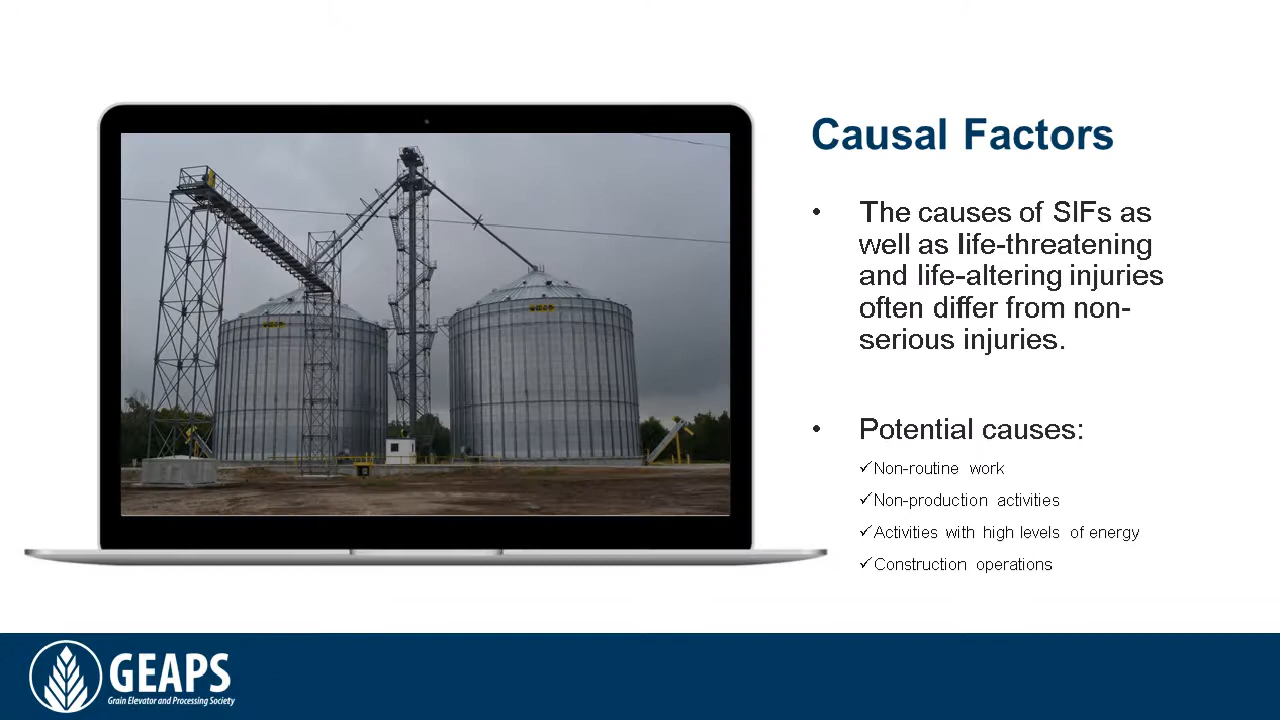 Causal Factors
• The causes of SIFs as
well as life-threatening
and life-altering injuries
often differ from non-
serious injuries.
• Potential causes:
✓Non-routine work
✓Non-production activities
✓Activities with high levels of energy
✓Construction operations
GEAPS
Grain Elevator and Processing Society